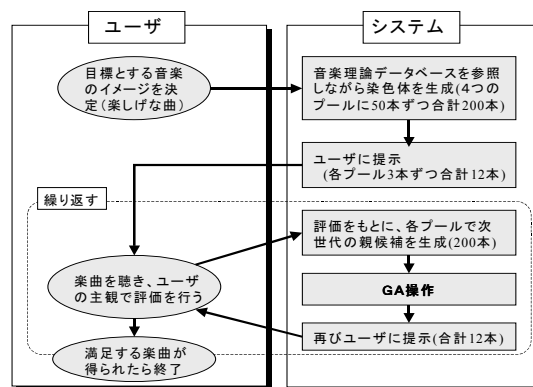 ユーザ
システム
目標とする音楽
のイメージを決
定(楽しげな曲)
音楽理論データベースを参照
しながら染色体を生成(4つの
プールに50本ずつ合計200本)
ユーザに提示
(各プール3本ずつ合計12本)
繰り返す
評価をもとに、各プールで次
世代の親候補を生成(200本)
楽曲を聴き、ユーザ
の主観で評価を行う
GA操作
再びユーザに提示(合計12本)
満足する楽曲が
得られたら終了